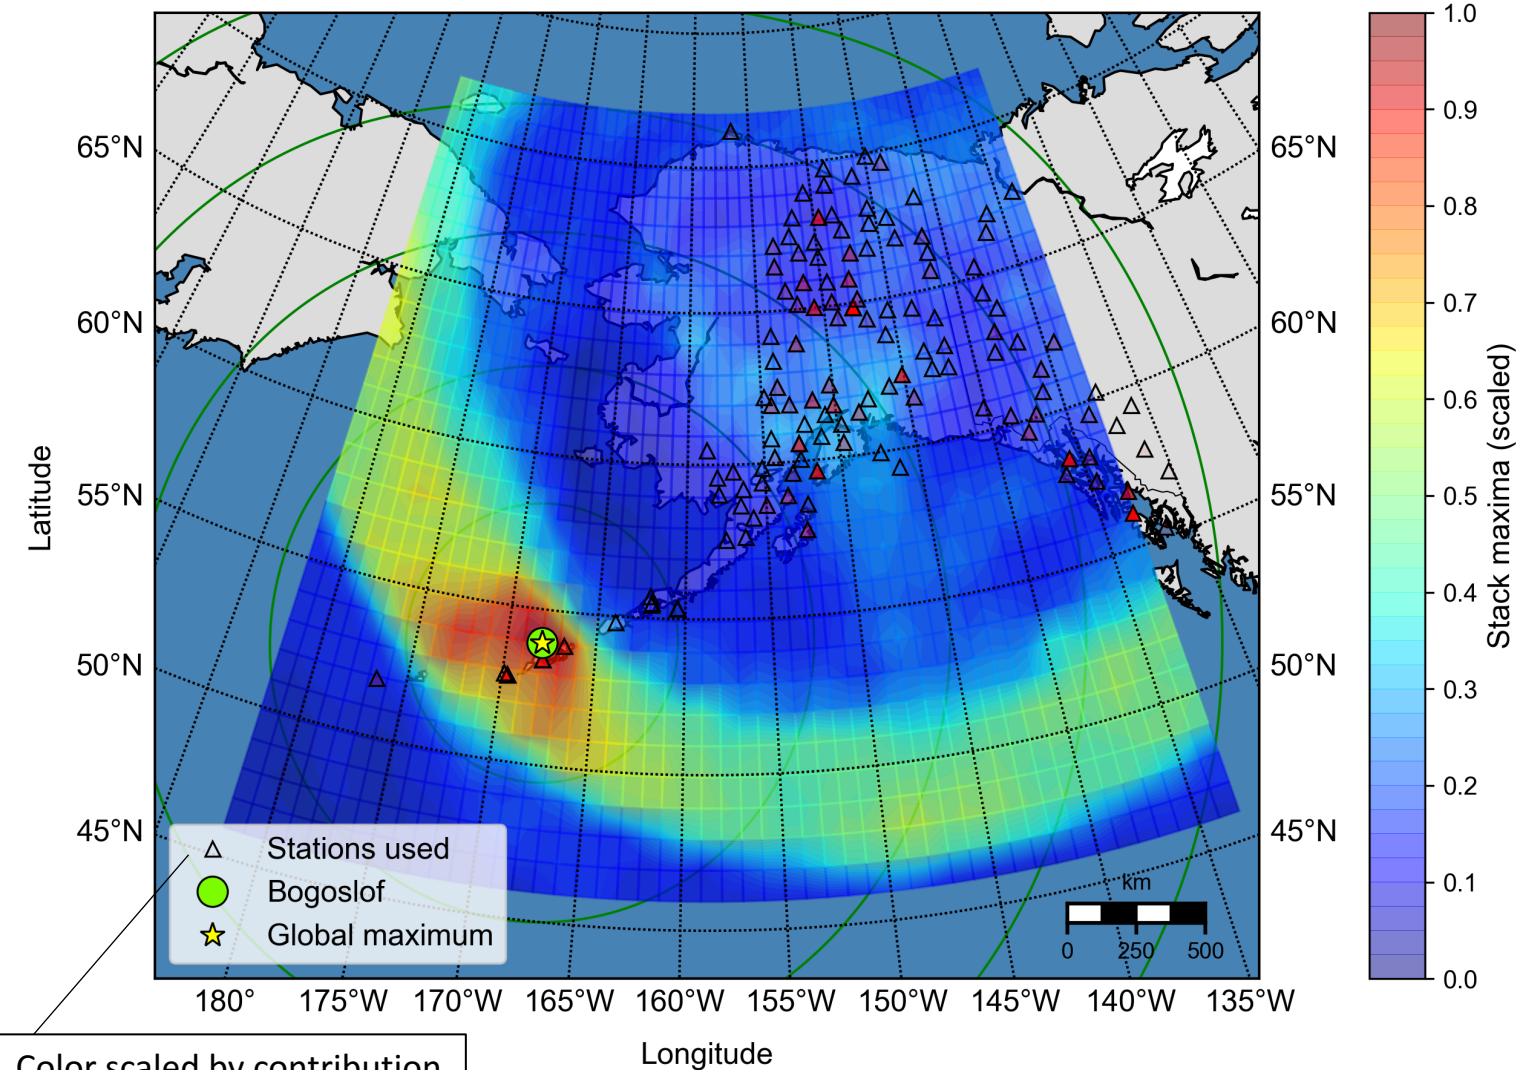 1.0
0.9
0.8
0.7
0.6
0.5
0.4
0.3
0.2
0.1
0.0
Stack maxima (scaled)
65°N
60°N
55°N
50°N
45°N
65°N
60°N
55°N
50°N
45°N
Latitude
Stations used
Bogoslof
Global maximum
km
0 250 500
180° 175°W 170°W 165°W 160°W 155°W 150°W 145°W 140°W 135°W
Longitude
Color scaled by contribution